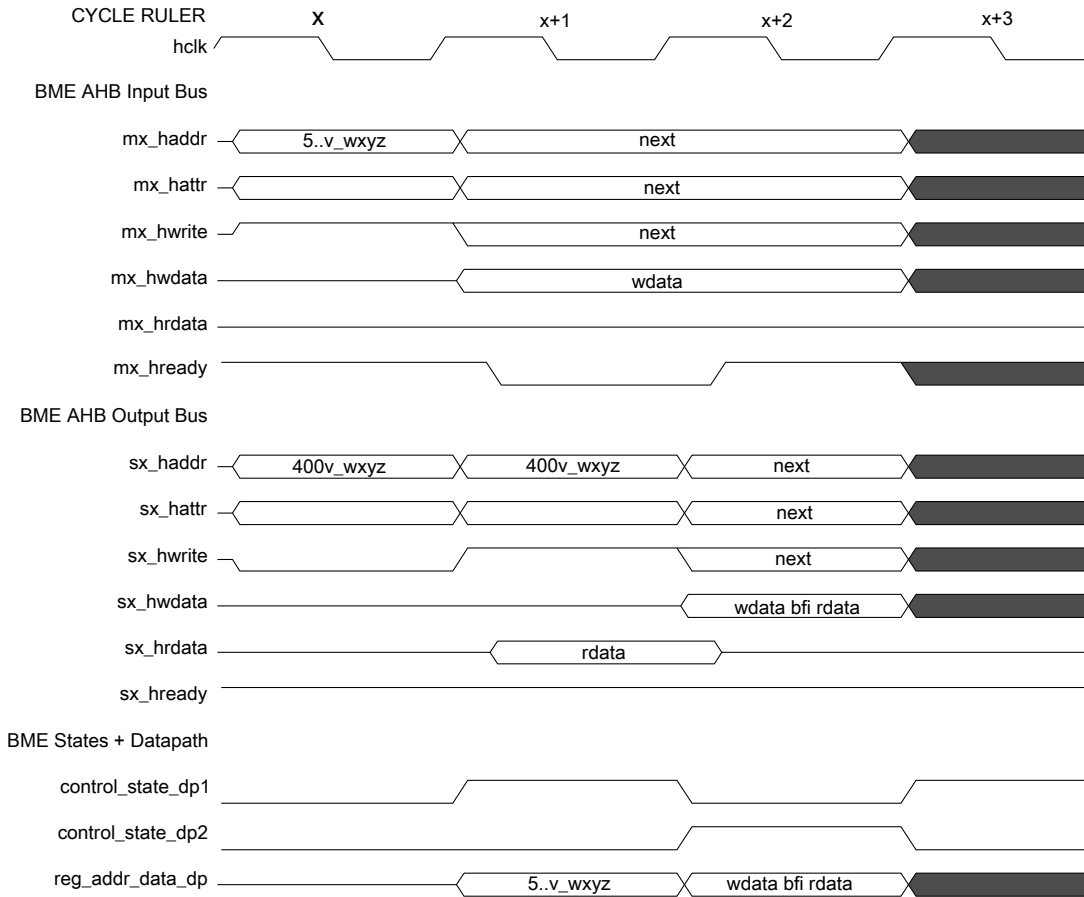 CYCLE RULER x x+1 x+2 x+3
hclk
BME AHB Input Bus
mx_haddr 5..v_wxyz next
mx_hattr next
mx_hwrite next
mx_hwdata wdata
mx_hrdata
mx_hready
BME AHB Output Bus
sx_haddr 400v_wxyz 400v_wxyz next
sx_hattr next
sx_hwrite next
sx_hwdata wdata bfi rdata
sx_hrdata rdata
sx_hready
BME States + Datapath
control_state_dp1
control_state_dp2
reg_addr_data_dp 5..v_wxyz wdata bfi rdata